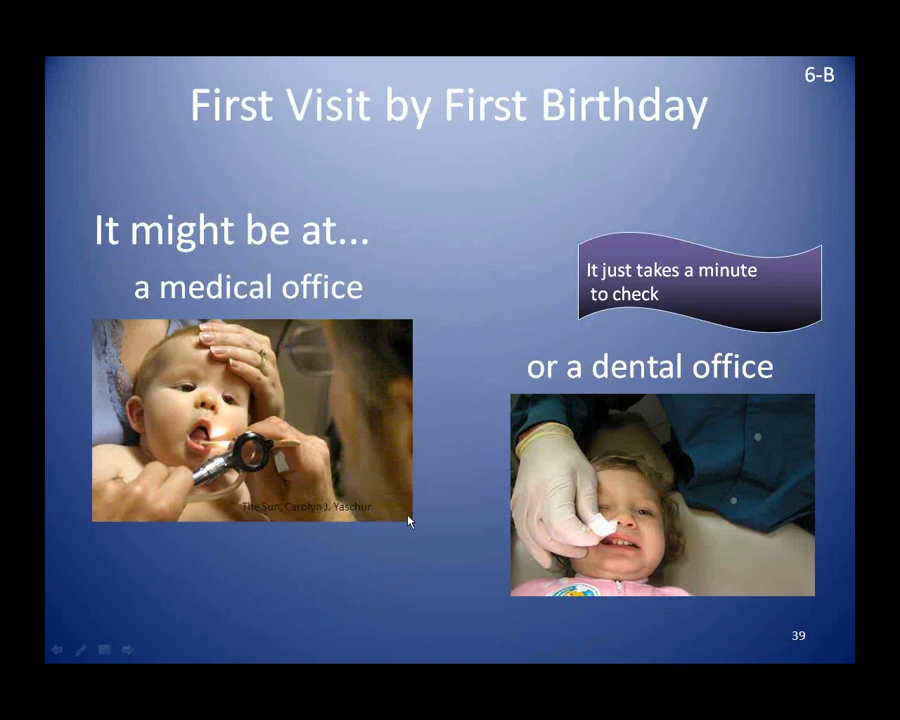 6-B
First Visit by First Birthday
It might be at...
a medical office
It just takes a minute
to check
or a dental office
The Sun, Carolyn J. Yaschur
39